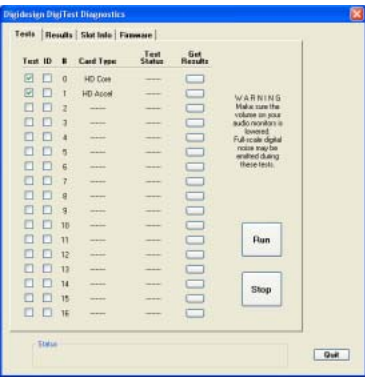 Digidesign DigiTest Diagnostics
Tests Results Slot Info Firmware
Test ID # Card Type Test Status Get Results
0 HD Core -----
1 HD Accel -----
2 ----- -----
3 ----- -----
4 ----- -----
5 ----- -----
6 ----- -----
7 ----- -----
8 ----- -----
9 ----- -----
10 ----- -----
11 ----- -----
12 ----- -----
13 ----- -----
14 ----- -----
15 ----- -----
16 ----- -----
WARNING
Make sure the
volume on your
audio monitors is
lowered.
Full-scale digital
noise may be
emitted during
these tests.
Run
Stop
Status
Quit